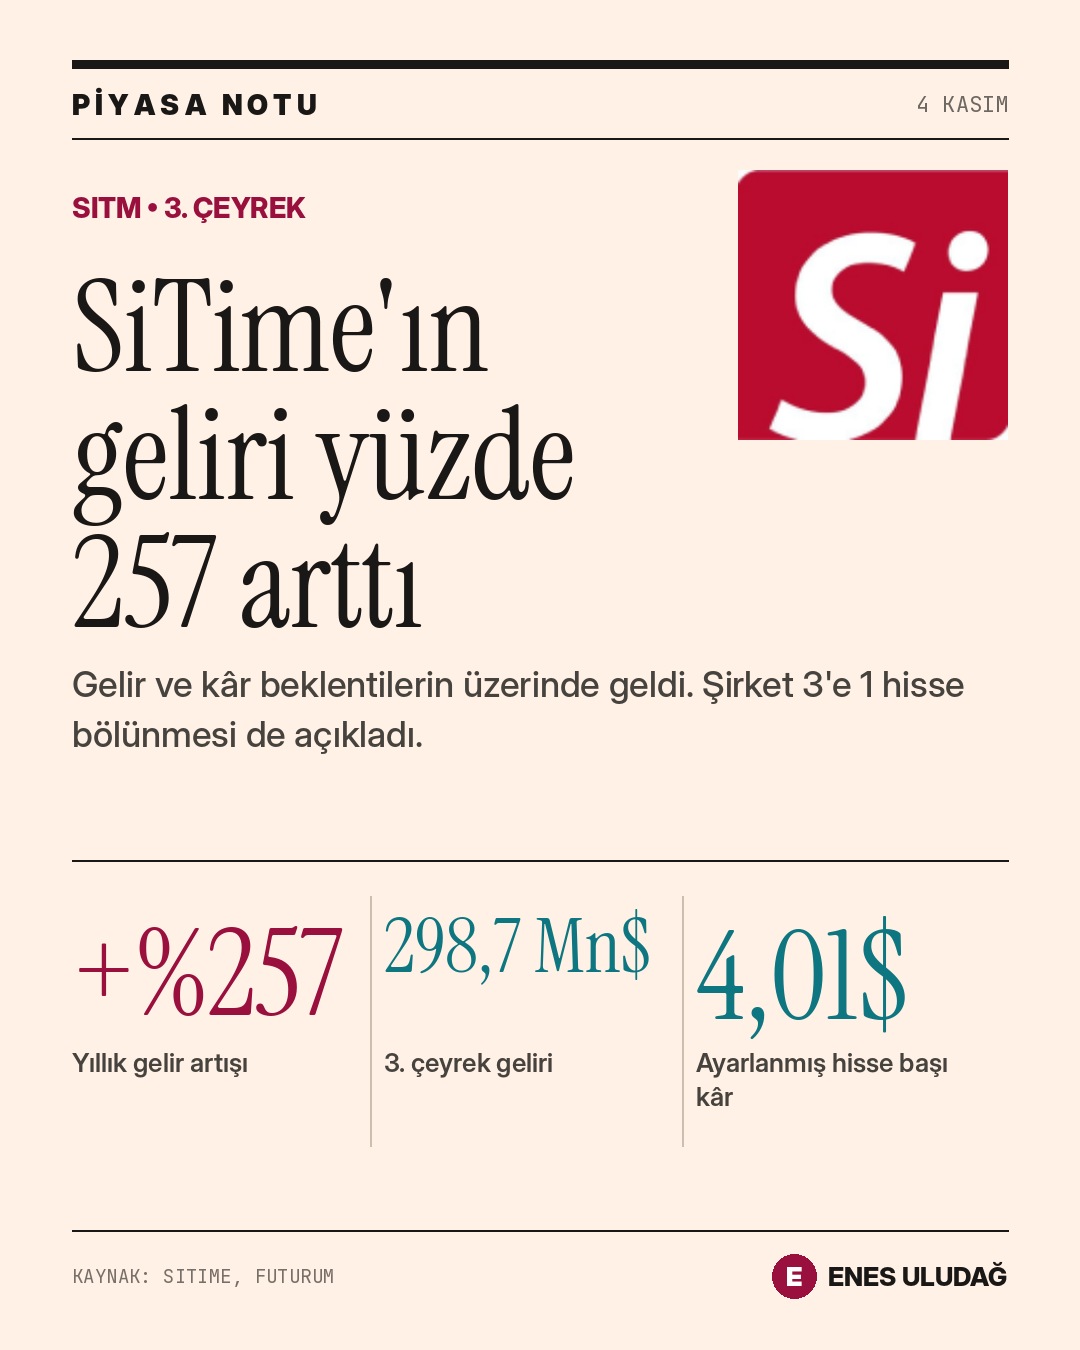 PİYASA NOTU
4 KASIM
SITM • 3. ÇEYREK
Si
SiTime'ın
geliri yüzde
257 arttı
Gelir ve kâr beklentilerin üzerinde geldi. Şirket 3'e 1 hisse
bölünmesi de açıkladı.
+%257
Yıllık gelir artışı
298,7 Mn$
3. çeyrek geliri
4,01$
Ayarlanmış hisse başı
kâr
KAYNAK: SITIME, FUTURUM
E ENES ULUDAĞ